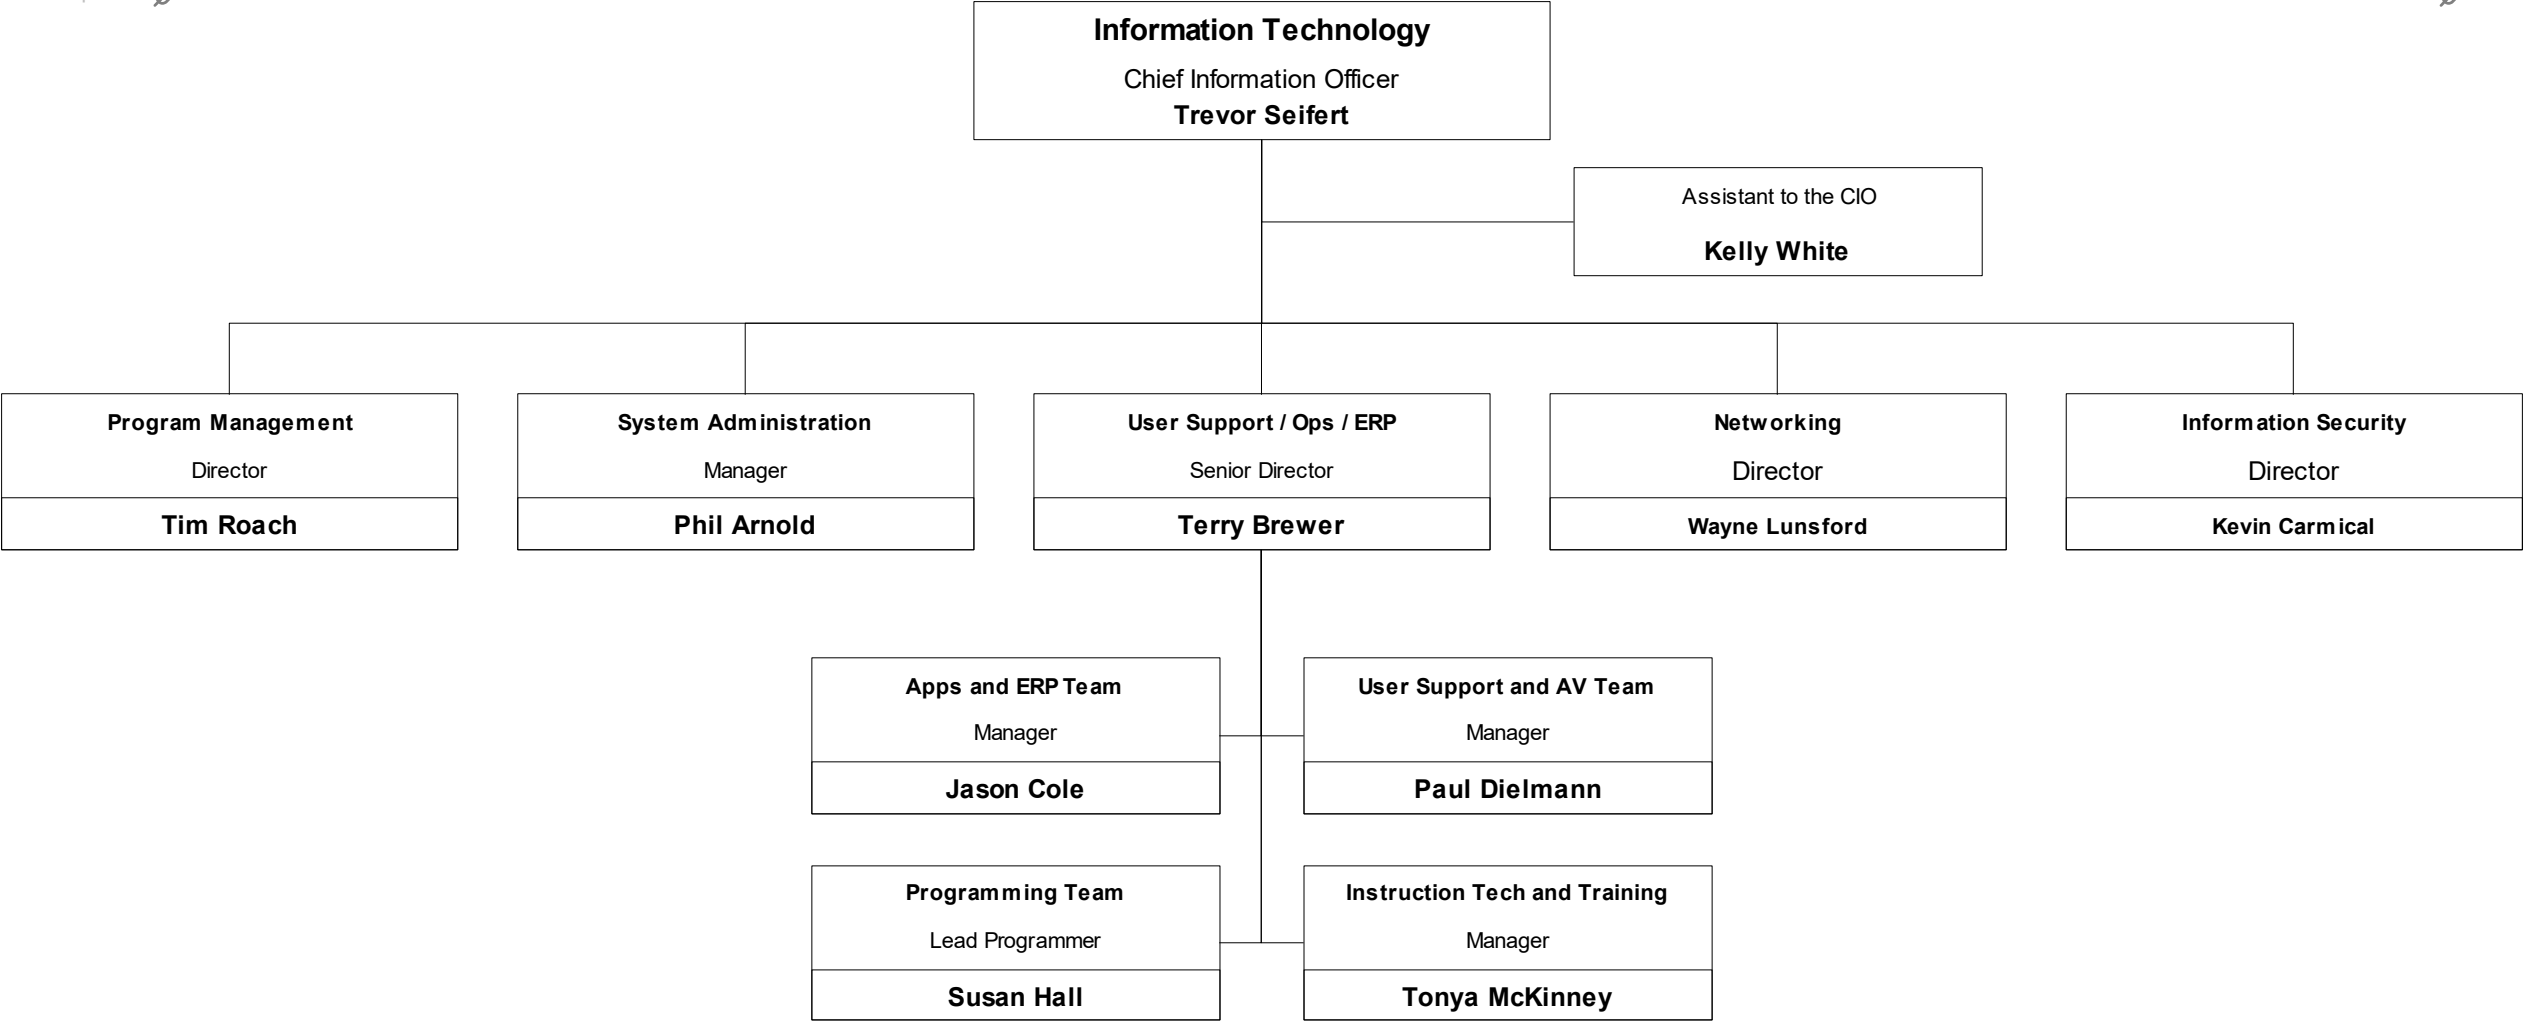 Information Technology
Chief Information Officer
Trevor Seifert
Assistant to the CIO
Kelly White
Program Management
Director
Tim Roach
System Administration
Manager
Phil Arnold
User Support / Ops / ERP
Senior Director
Terry Brewer
Networking
Director
Wayne Lunsford
Information Security
Director
Kevin Carmical
Apps and ERP Team
Manager
Jason Cole
User Support and AV Team
Manager
Paul Dielmann
Programming Team
Lead Programmer
Susan Hall
Instruction Tech and Training
Manager
Tonya McKinney